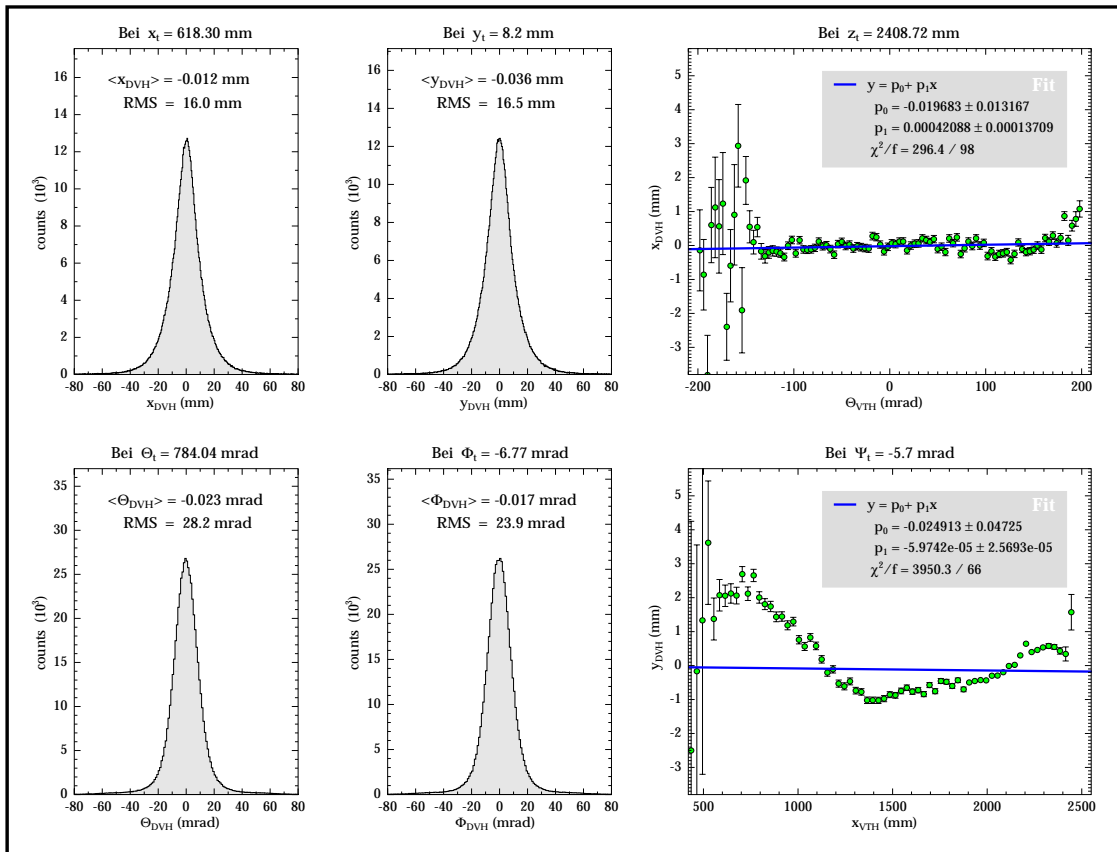 Bei x_t = 618.30 mm
<x_DVH> = -0.012 mm
RMS = 16.0 mm
counts (10^3)
16
14
12
10
8
6
4
2
0
-80 -60 -40 -20 0 20 40 60 80
x_DVH (mm)
Bei y_t = 8.2 mm
<y_DVH> = -0.036 mm
RMS = 16.5 mm
counts (10^3)
16
14
12
10
8
6
4
2
0
-80 -60 -40 -20 0 20 40 60 80
y_DVH (mm)
Bei z_t = 2408.72 mm
Fit
y = p_0+ p_1x
p_0 = -0.019683 ± 0.013167
p_1 = 0.00042088 ± 0.00013709
χ^2/f = 296.4 / 98
x_DVH (mm)
5
4
3
2
1
0
-1
-2
-3
-200 -100 0 100 200
Θ_VTH (mrad)
Bei Θ_t = 784.04 mrad
<Θ_DVH> = -0.023 mrad
RMS = 28.2 mrad
counts (10^3)
35
30
25
20
15
10
5
0
-80 -60 -40 -20 0 20 40 60 80
Θ_DVH (mrad)
Bei Φ_t = -6.77 mrad
<Φ_DVH> = -0.017 mrad
RMS = 23.9 mrad
counts (10^3)
35
30
25
20
15
10
5
0
-80 -60 -40 -20 0 20 40 60 80
Φ_DVH (mrad)
Bei Ψ_t = -5.7 mrad
Fit
y = p_0+ p_1x
p_0 = -0.024913 ± 0.04725
p_1 = -5.9742e-05 ± 2.5693e-05
χ^2/f = 3950.3 / 66
y_DVH (mm)
5
4
3
2
1
0
-1
-2
-3
500 1000 1500 2000 2500
x_VTH (mm)